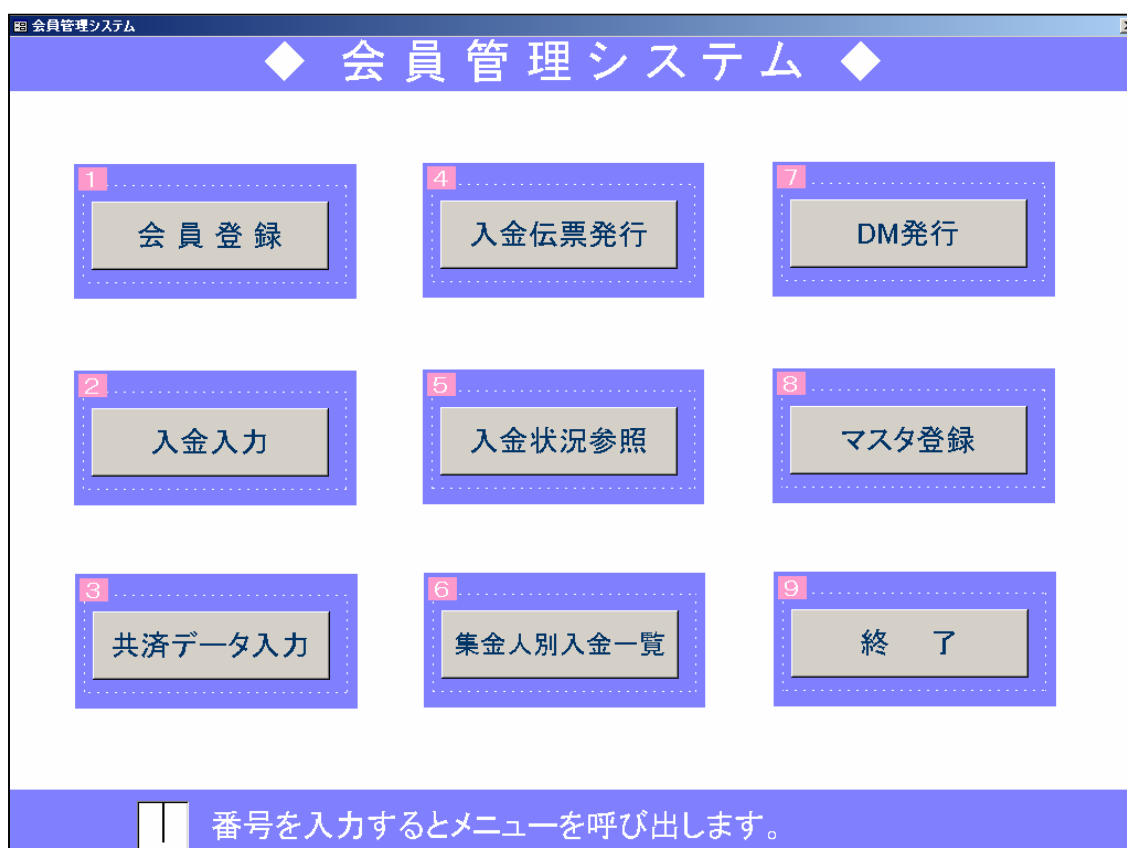 会員管理システム
◆ 会 員 管 理 シ ス テ ム ◆
1
会 員 登 録
4
入金伝票発行
7
DM発行
2
入金入力
5
入金状況参照
8
マスタ登録
3
共済データ入力
6
集金人別入金一覧
9
終　了
番号を入力するとメニューを呼び出します。